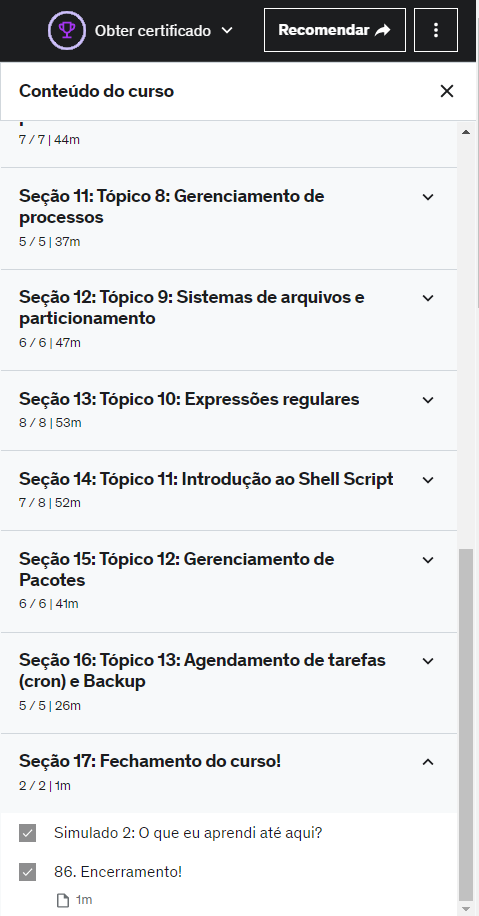 Obter certificado
Recomendar
Conteúdo do curso
7 / 7 | 44m
Seção 11: Tópico 8: Gerenciamento de
processos
5 / 5 | 37m
Seção 12: Tópico 9: Sistemas de arquivos e
particionamento
6 / 6 | 47m
Seção 13: Tópico 10: Expressões regulares
8 / 8 | 53m
Seção 14: Tópico 11: Introdução ao Shell Script
7 / 8 | 52m
Seção 15: Tópico 12: Gerenciamento de
Pacotes
6 / 6 | 41m
Seção 16: Tópico 13: Agendamento de tarefas
(cron) e Backup
5 / 5 | 26m
Seção 17: Fechamento do curso!
2 / 2 | 1m
Simulado 2: O que eu aprendi até aqui?
86. Encerramento!
1m